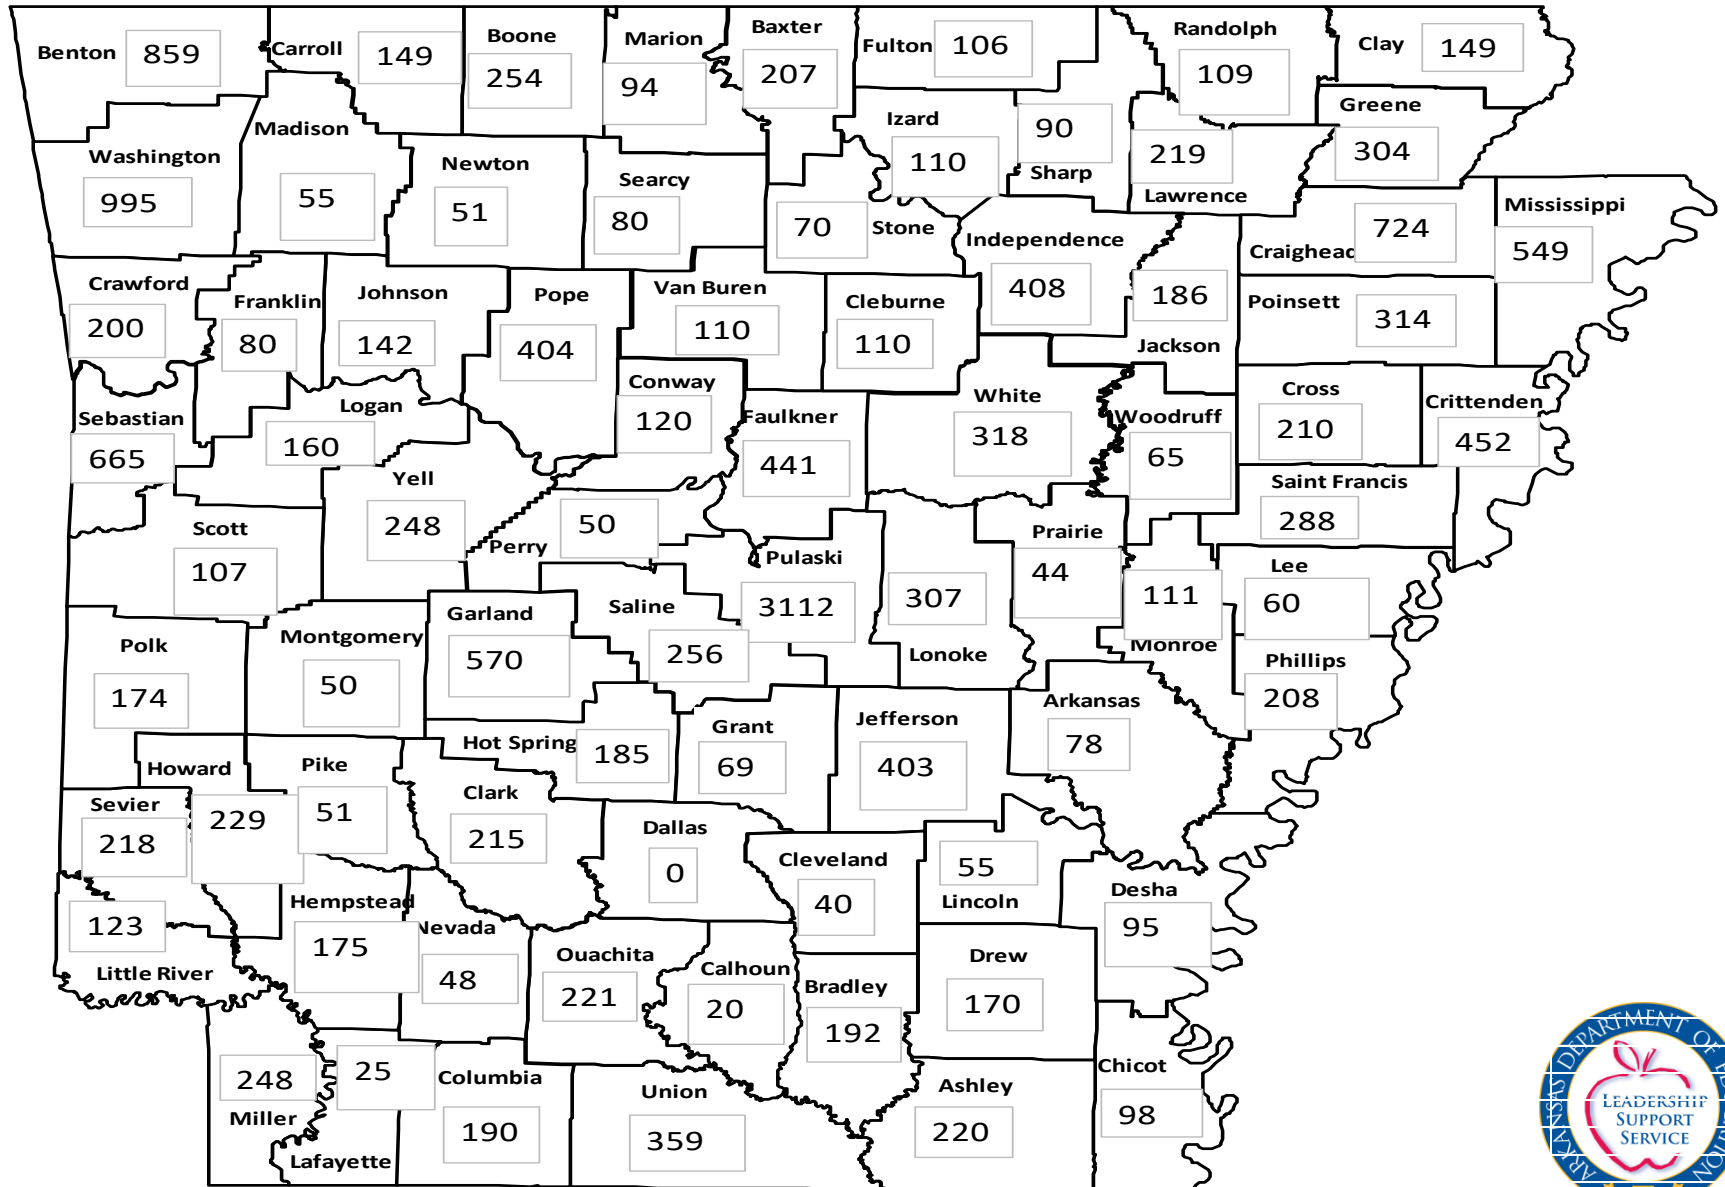 Benton 859
Carroll 149
Boone
254
Marion
94
Baxter
207
Fulton 106
Randolph
109
Clay 149
Greene
304
Madison
55
Washington
995
Newton
51
Searcy
80
Izard
110
90
Sharp
219
Lawrence
70 Stone
Independence
408
Craighead 724
Mississippi
549
Crawford
200
Franklin
80
Johnson
142
Pope
404
Van Buren
110
Cleburne
110
186
Jackson
Poinsett 314
Sebastian
665
Logan
160
Conway
120
Faulkner
441
White
318
Woodruff
65
Cross
210
Crittenden
452
Yell
248
Saint Francis
288
Scott
107
Perry 50
Pulaski
3112
307
Lonoke
Prairie
44
111
Monroe
Lee
60
Polk
174
Montgomery
50
Garland
570
Saline
256
Phillips
208
Hot Spring 185
Grant
69
Jefferson
403
Arkansas
78
Howard
229
Pike
51
Sevier
218
Clark
215
Dallas
0
Cleveland
40
55
Lincoln
Desha
95
123
Little River
Hempstead
175
Nevada
48
Ouachita
221
Calhoun
20
Bradley
192
Drew
170
248
Miller
25
Lafayette
Columbia
190
Union
359
Ashley
220
Chicot
98
ARKANSAS DEPARTMENT OF
LEADERSHIP
SUPPORT
SERVICE